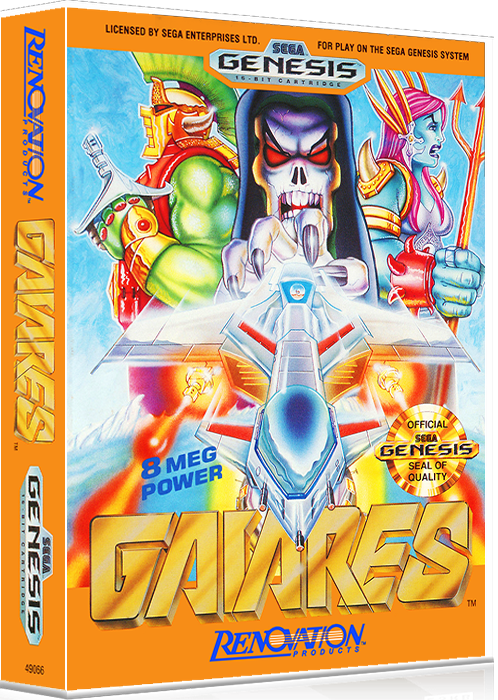 LICENSED BY SEGA ENTERPRISES LTD.
SEGA
GENESIS
16-BIT CARTRIDGE
FOR PLAY ON THE SEGA GENESIS SYSTEM
RENOVATION
PRODUCTS
GAIARES
TM
SEGA
GENESIS
16-BIT CARTRIDGE
49066
8 MEG
POWER
OFFICIAL
SEGA
GENESIS
SEAL OF
QUALITY
GAIARES
TM
RENOVATION
PRODUCTS